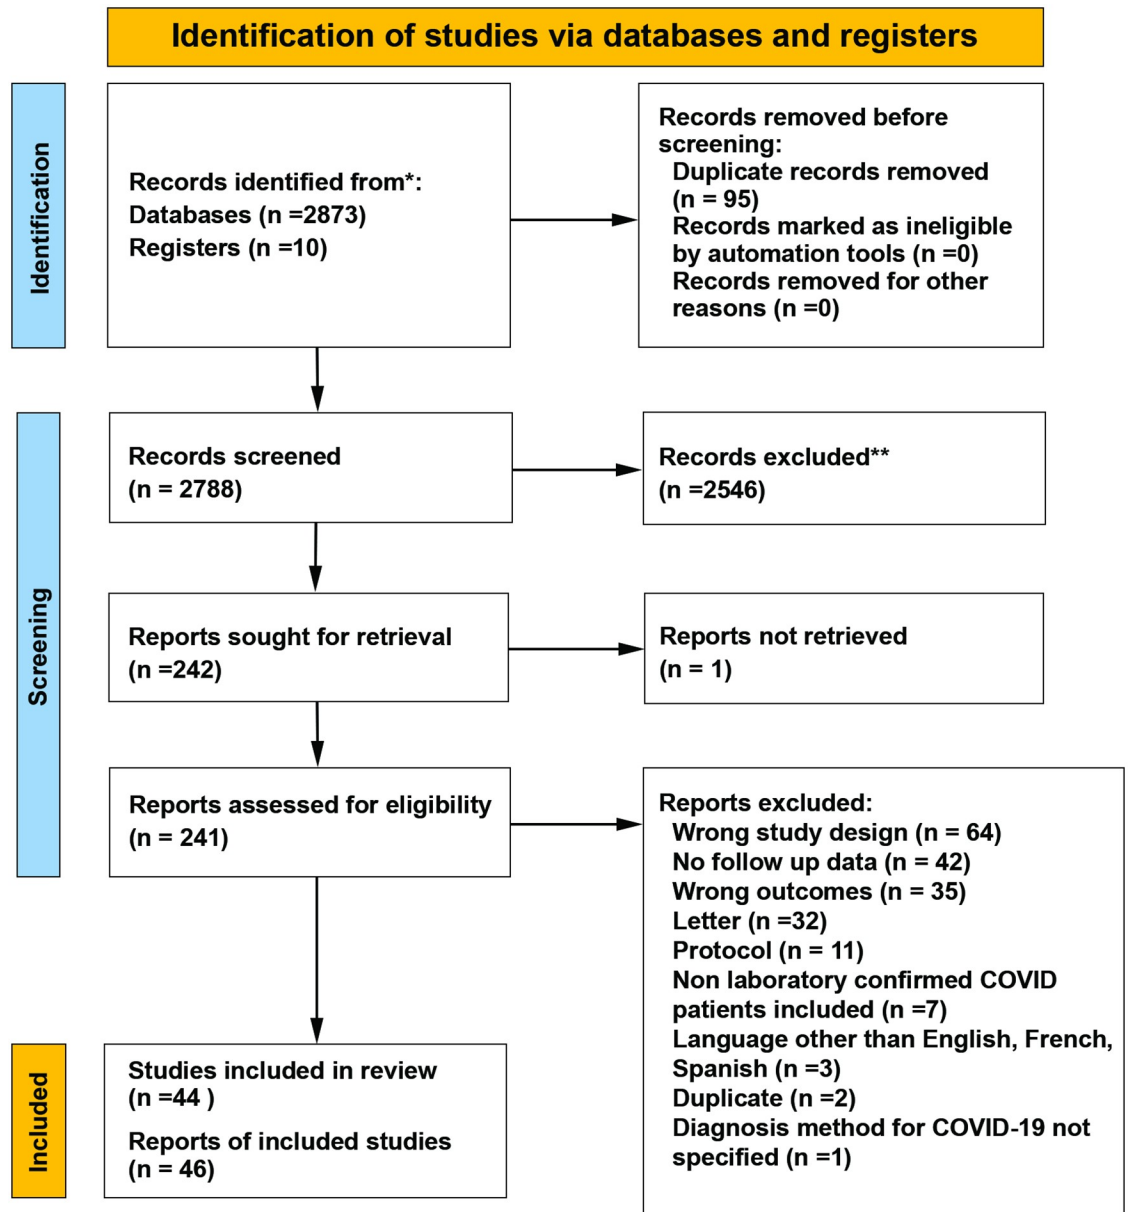 Identification of studies via databases and registers
Identification
Records identified from*:
Databases (n =2873)
Registers (n =10)
Records removed before
screening:
Duplicate records removed
(n = 95)
Records marked as ineligible
by automation tools (n =0)
Records removed for other
reasons (n =0)
Screening
Records screened
(n = 2788)
Records excluded**
(n =2546)
Reports sought for retrieval
(n =242)
Reports not retrieved
(n = 1)
Reports assessed for eligibility
(n = 241)
Reports excluded:
Wrong study design (n = 64)
No follow up data (n = 42)
Wrong outcomes (n = 35)
Letter (n =32)
Protocol (n = 11)
Non laboratory confirmed COVID
patients included (n =7)
Language other than English, French,
Spanish (n =3)
Duplicate (n =2)
Diagnosis method for COVID-19 not
specified (n =1)
Included
Studies included in review
(n =44 )
Reports of included studies
(n = 46)